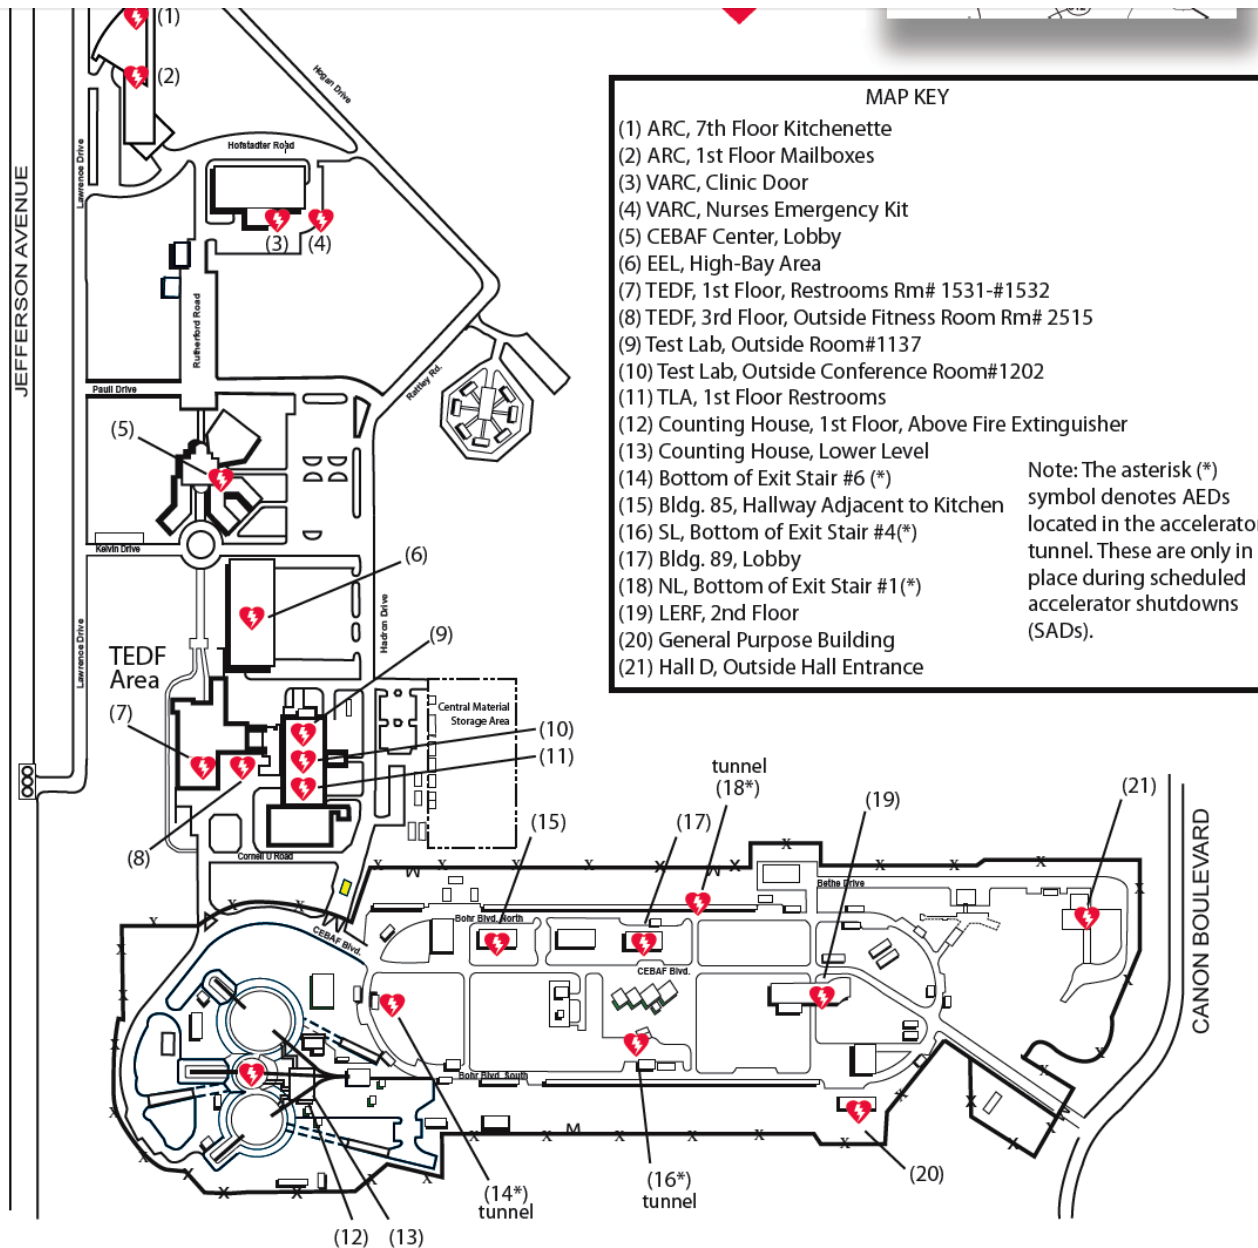 (1)
(2)
Hogan Drive
Hofstadter Road
Lawrence Drive
JEFFERSON AVENUE
(3) (4)
Rutherford Road
Pauli Drive
Rattley Rd.
(5)
Kelvin Drive
(6)
Hadron Drive
(9)
Lawrence Drive
TEDF
Area
(7)
Central Material
Storage Area
(10)
(11)
(8)
Cornell U Road
MAP KEY
(1) ARC, 7th Floor Kitchenette
(2) ARC, 1st Floor Mailboxes
(3) VARC, Clinic Door
(4) VARC, Nurses Emergency Kit
(5) CEBAF Center, Lobby
(6) EEL, High-Bay Area
(7) TEDF, 1st Floor, Restrooms Rm# 1531-#1532
(8) TEDF, 3rd Floor, Outside Fitness Room Rm# 2515
(9) Test Lab, Outside Room#1137
(10) Test Lab, Outside Conference Room#1202
(11) TLA, 1st Floor Restrooms
(12) Counting House, 1st Floor, Above Fire Extinguisher
(13) Counting House, Lower Level
(14) Bottom of Exit Stair #6 (*)
(15) Bldg. 85, Hallway Adjacent to Kitchen
(16) SL, Bottom of Exit Stair #4(*)
(17) Bldg. 89, Lobby
(18) NL, Bottom of Exit Stair #1(*)
(19) LERF, 2nd Floor
(20) General Purpose Building
(21) Hall D, Outside Hall Entrance
Note: The asterisk (*)
symbol denotes AEDs
located in the accelerator
tunnel. These are only in
place during scheduled
accelerator shutdowns
(SADs).
tunnel
(18*)
(15)
(17)
(19)
(21)
CANON BOULEVARD
Bethe Drive
Bohr Blvd. North
CEBAF Blvd.
CEBAF Blvd.
Bohr Blvd. South
(14*)
tunnel
(16*)
tunnel
(20)
(12) (13)